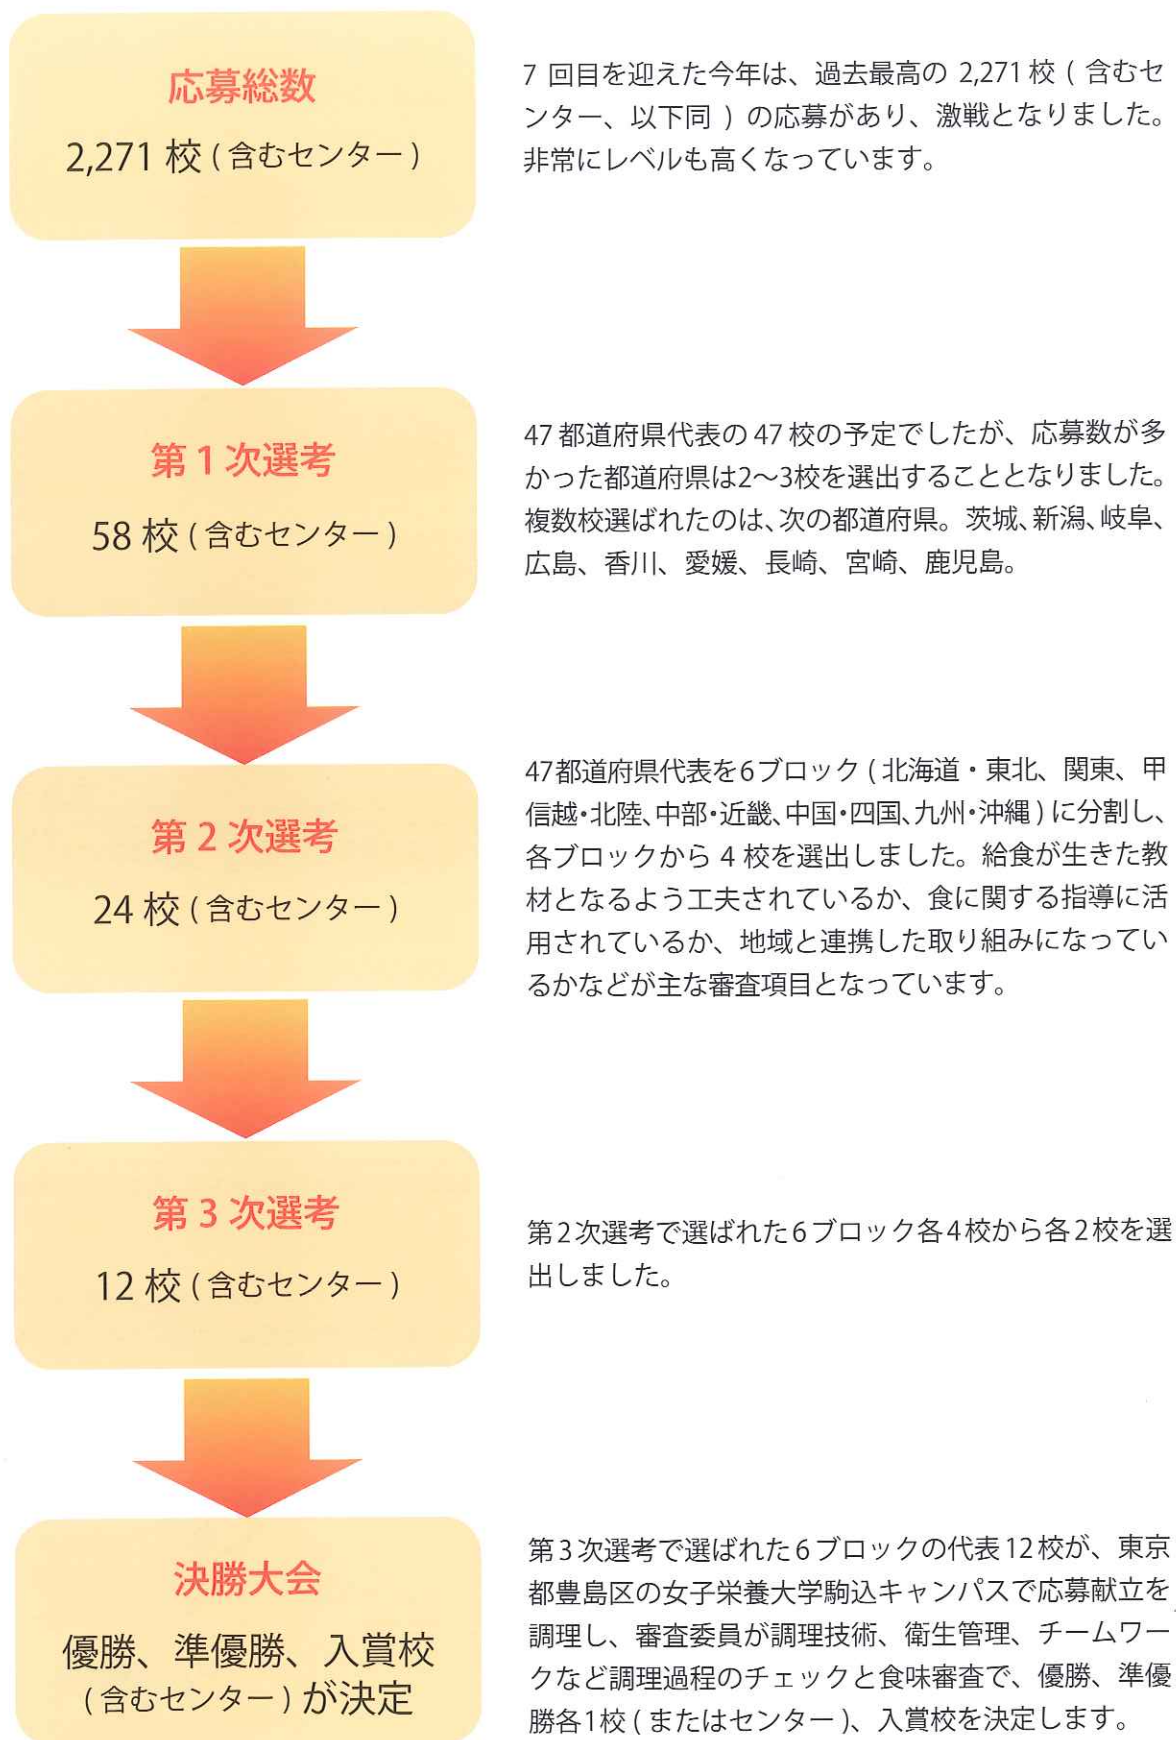 応募総数
2,271 校 ( 含むセンター )
7 回目を迎えた今年は、過去最高の 2,271 校 ( 含むセ
ンター、以下同 ) の応募があり、激戦となりました。
非常にレベルも高くなっています。
第 1 次選考
58 校 ( 含むセンター )
47 都道府県代表の 47 校の予定でしたが、応募数が多
かった都道府県は2〜3校を選出することとなりました。
複数校選ばれたのは、次の都道府県。茨城、新潟、岐阜、
広島、香川、愛媛、長崎、宮崎、鹿児島。
第 2 次選考
24 校 ( 含むセンター )
47都道府県代表を6ブロック ( 北海道・東北、関東、甲
信越・北陸、中部・近畿、中国・四国、九州・沖縄 ) に分割し、
各ブロックから 4 校を選出しました。給食が生きた教
材となるよう工夫されているか、食に関する指導に活
用されているか、地域と連携した取り組みになってい
るかなどが主な審査項目となっています。
第 3 次選考
12 校 ( 含むセンター )
第2次選考で選ばれた6ブロック各4校から各2校を選
出しました。
決勝大会
優勝、準優勝、入賞校
( 含むセンター ) が決定
第3次選考で選ばれた6ブロックの代表12校が、東京
都豊島区の女子栄養大学駒込キャンパスで応募献立を
調理し、審査委員が調理技術、衛生管理、チームワー
クなど調理過程のチェックと食味審査で、優勝、準優
勝各1校 ( またはセンター )、入賞校を決定します。